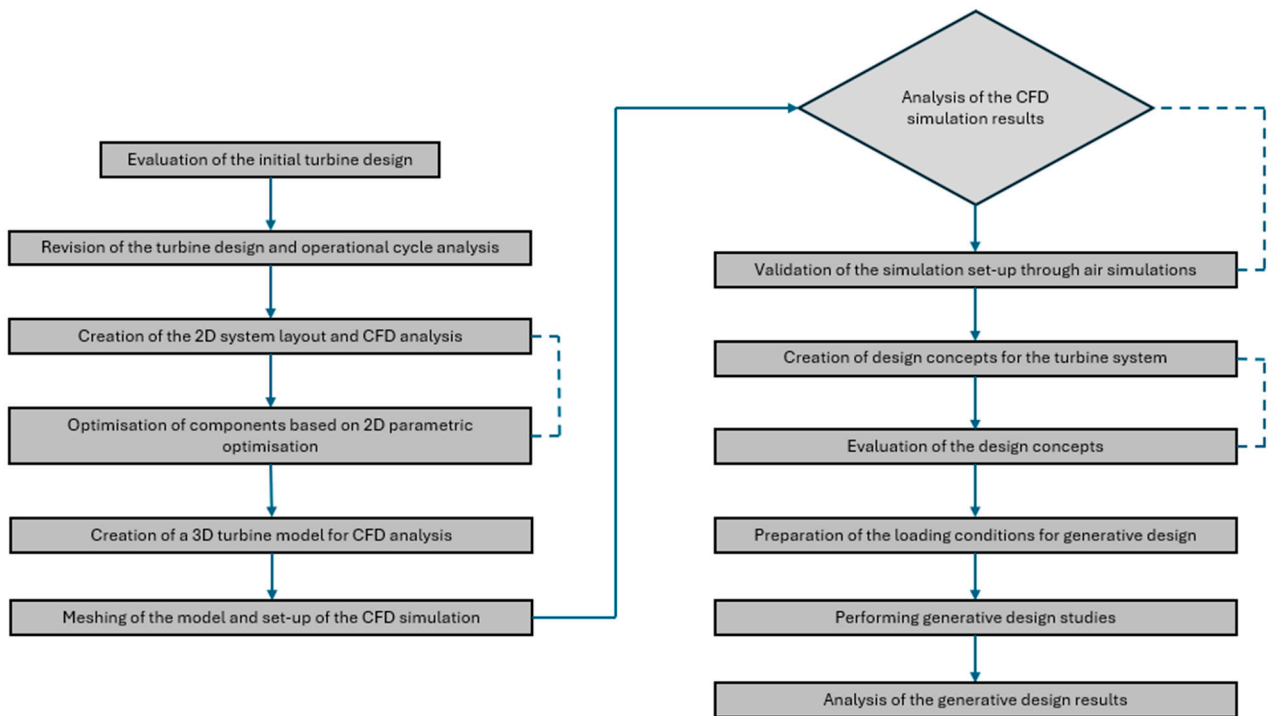 Evaluation of the initial turbine design
Revision of the turbine design and operational cycle analysis
Creation of the 2D system layout and CFD analysis
Optimisation of components based on 2D parametric
optimisation
Creation of a 3D turbine model for CFD analysis
Meshing of the model and set-up of the CFD simulation
Analysis of the CFD
simulation results
Validation of the simulation set-up through air simulations
Creation of design concepts for the turbine system
Evaluation of the design concepts
Preparation of the loading conditions for generative design
Performing generative design studies
Analysis of the generative design results